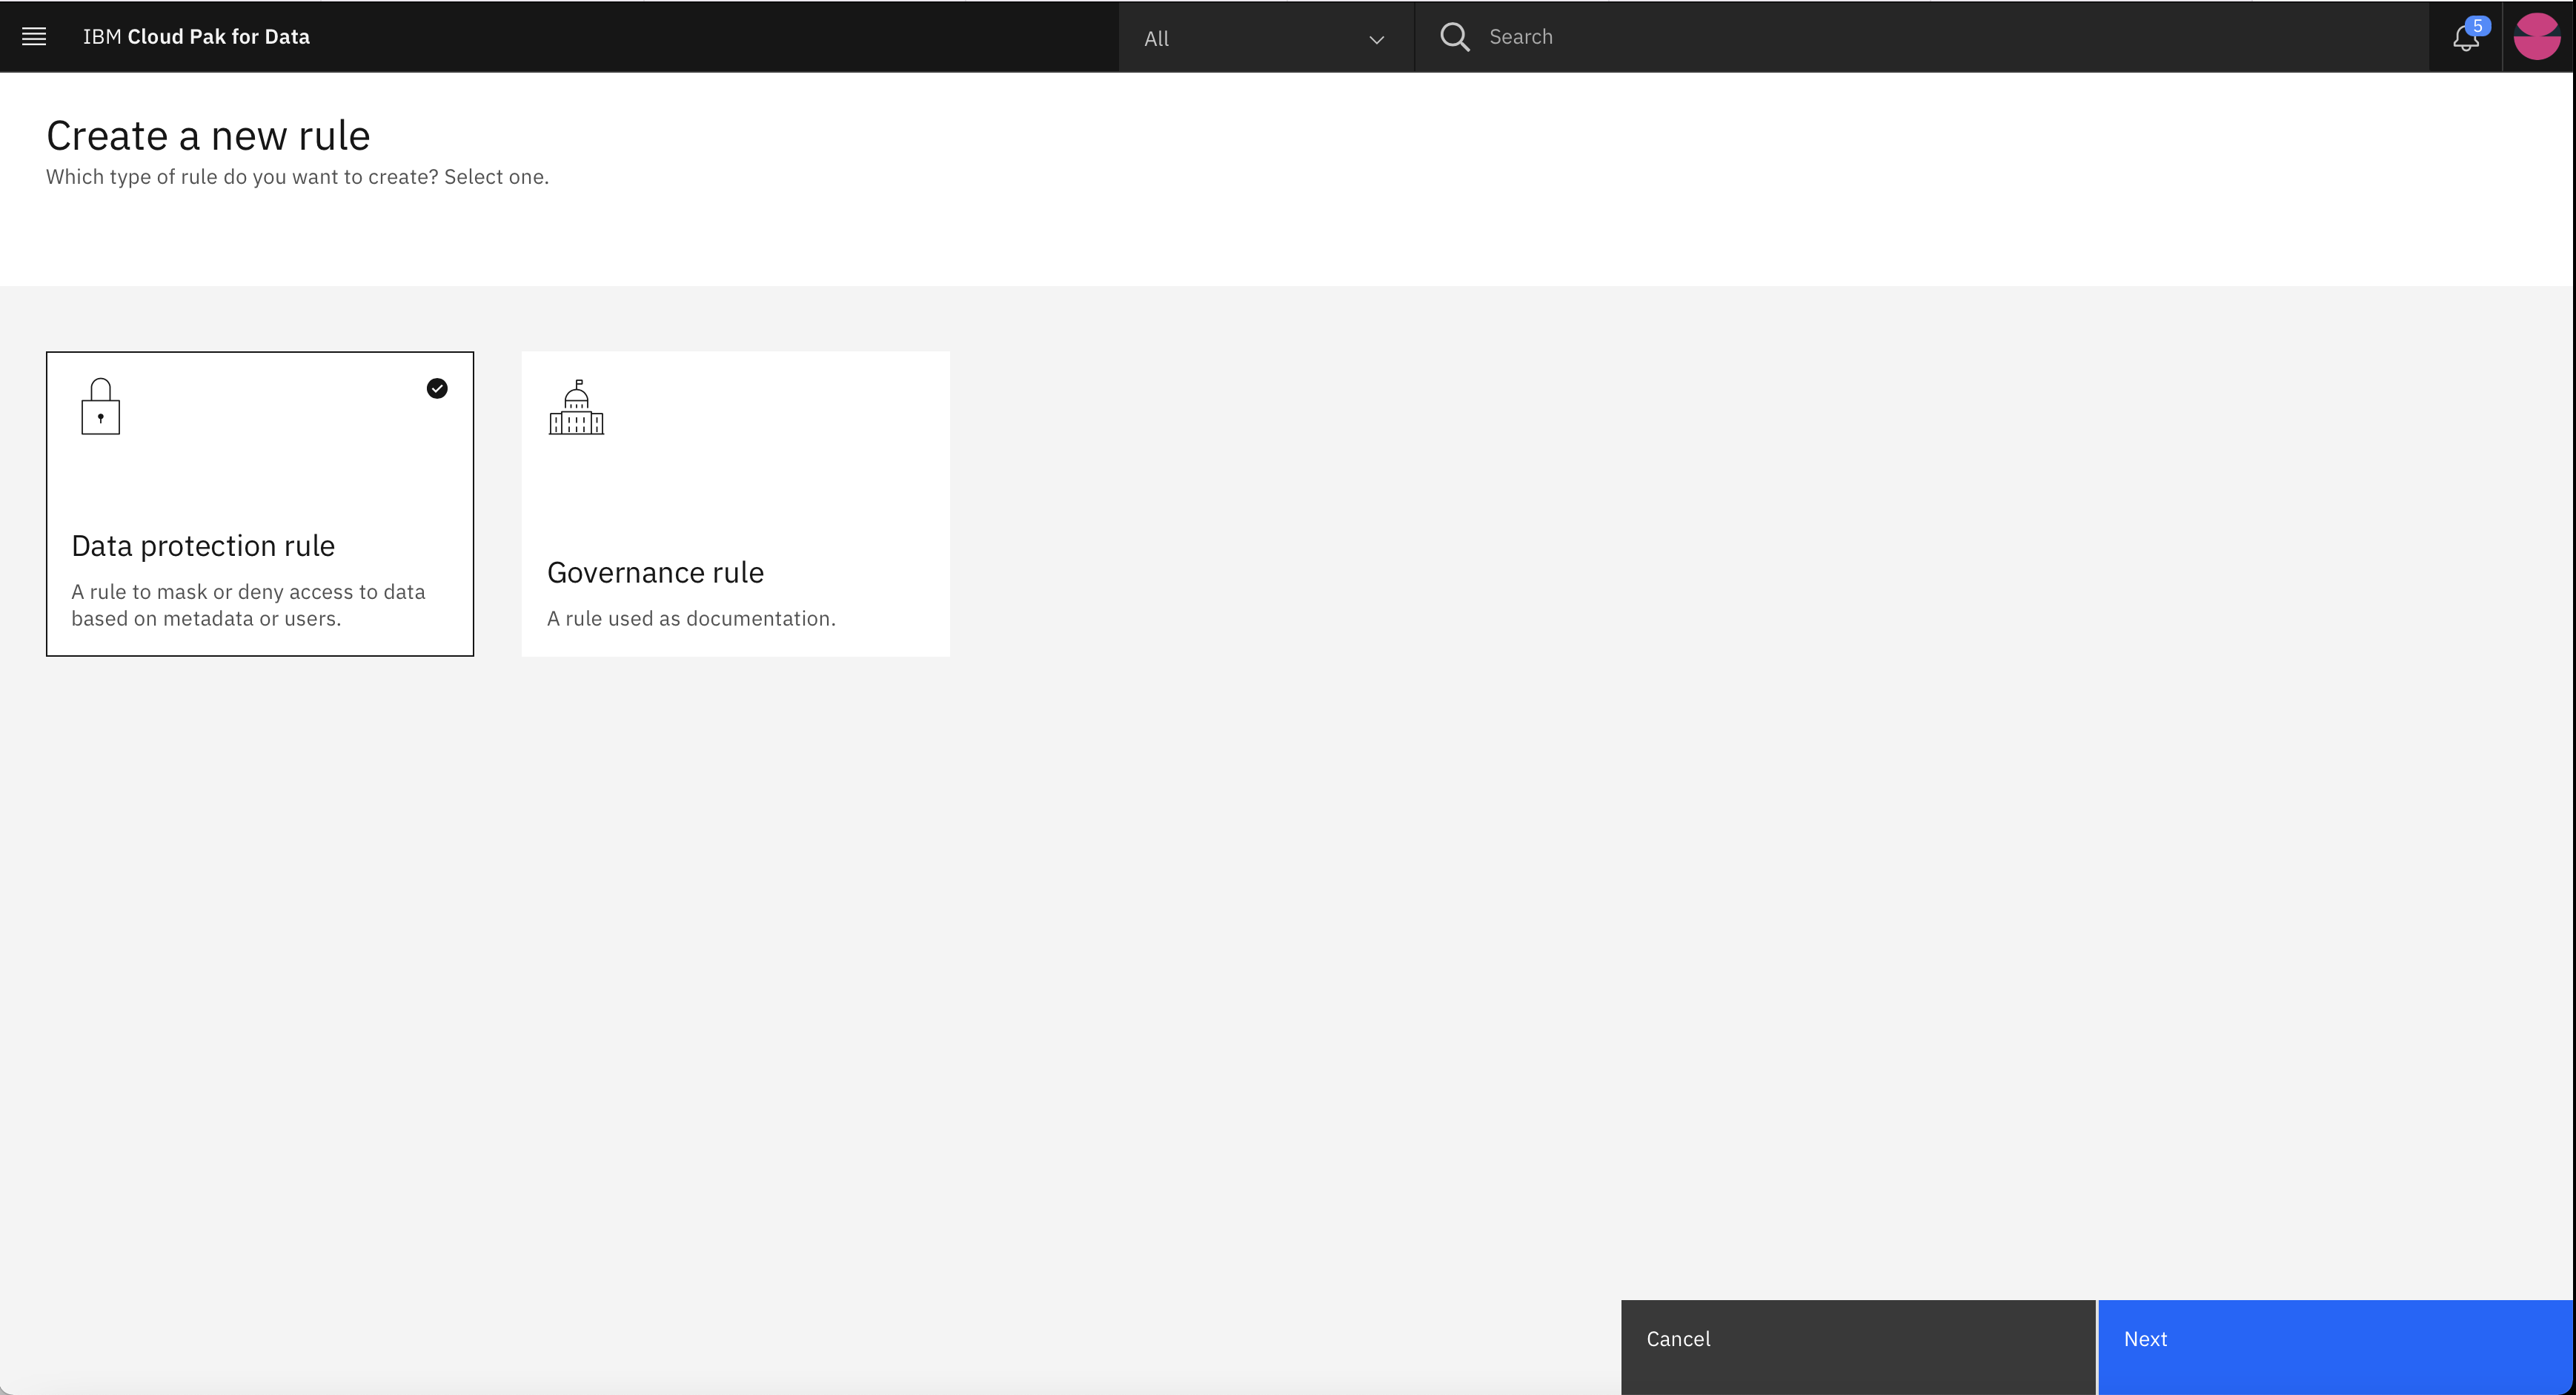 IBM Cloud Pak for Data
All
Search
5
Create a new rule
Which type of rule do you want to create? Select one.
Data protection rule
A rule to mask or deny access to data
based on metadata or users.
Governance rule
A rule used as documentation.
Cancel
Next